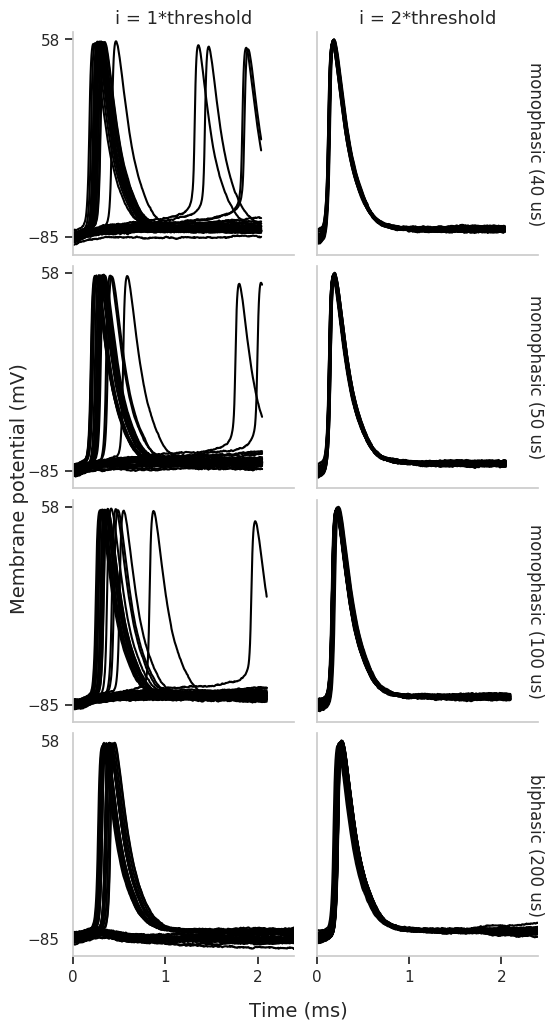 i = 1*threshold
i = 2*threshold
58
−85
monophasic (40 us)
58
−85
monophasic (50 us)
58
−85
monophasic (100 us)
58
−85
biphasic (200 us)
Membrane potential (mV)
0 1 2
0 1 2
Time (ms)